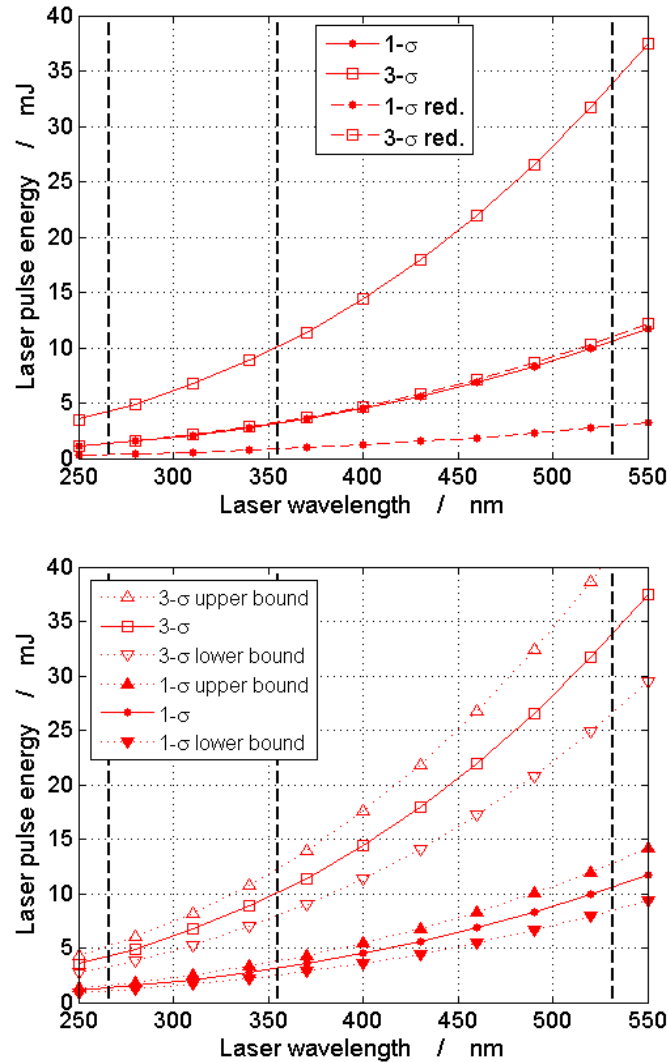 40
35
30
25
20
15
10
5
0
Laser pulse energy / mJ
1-σ
3-σ
1-σ red.
3-σ red.
250 300 350 400 450 500 550
Laser wavelength / nm
40
35
30
25
20
15
10
5
0
Laser pulse energy / mJ
3-σ upper bound
3-σ
3-σ lower bound
1-σ upper bound
1-σ
1-σ lower bound
250 300 350 400 450 500 550
Laser wavelength / nm